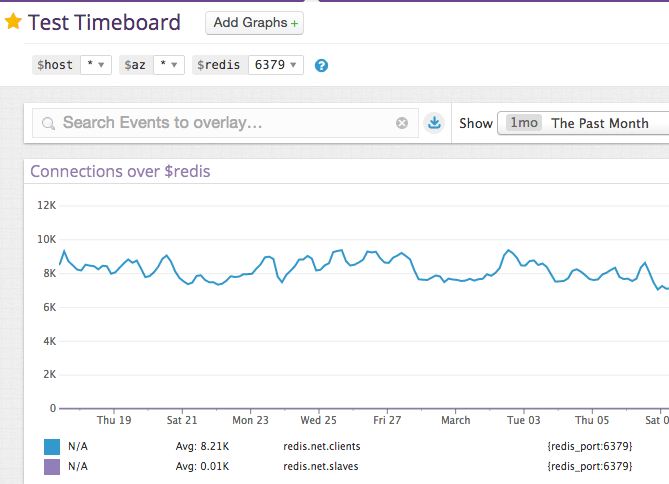 Test Timeboard Add Graphs +
$host * $az * $redis 6379 ?
Search Events to overlay... Show 1mo The Past Month
Connections over $redis
12K
10K
8K
6K
4K
2K
0
Thu 19 Sat 21 Mon 23 Wed 25 Fri 27 March Tue 03 Thu 05 Sat 0
N/A Avg: 8.21K redis.net.clients {redis_port:6379}
N/A Avg: 0.01K redis.net.slaves {redis_port:6379}